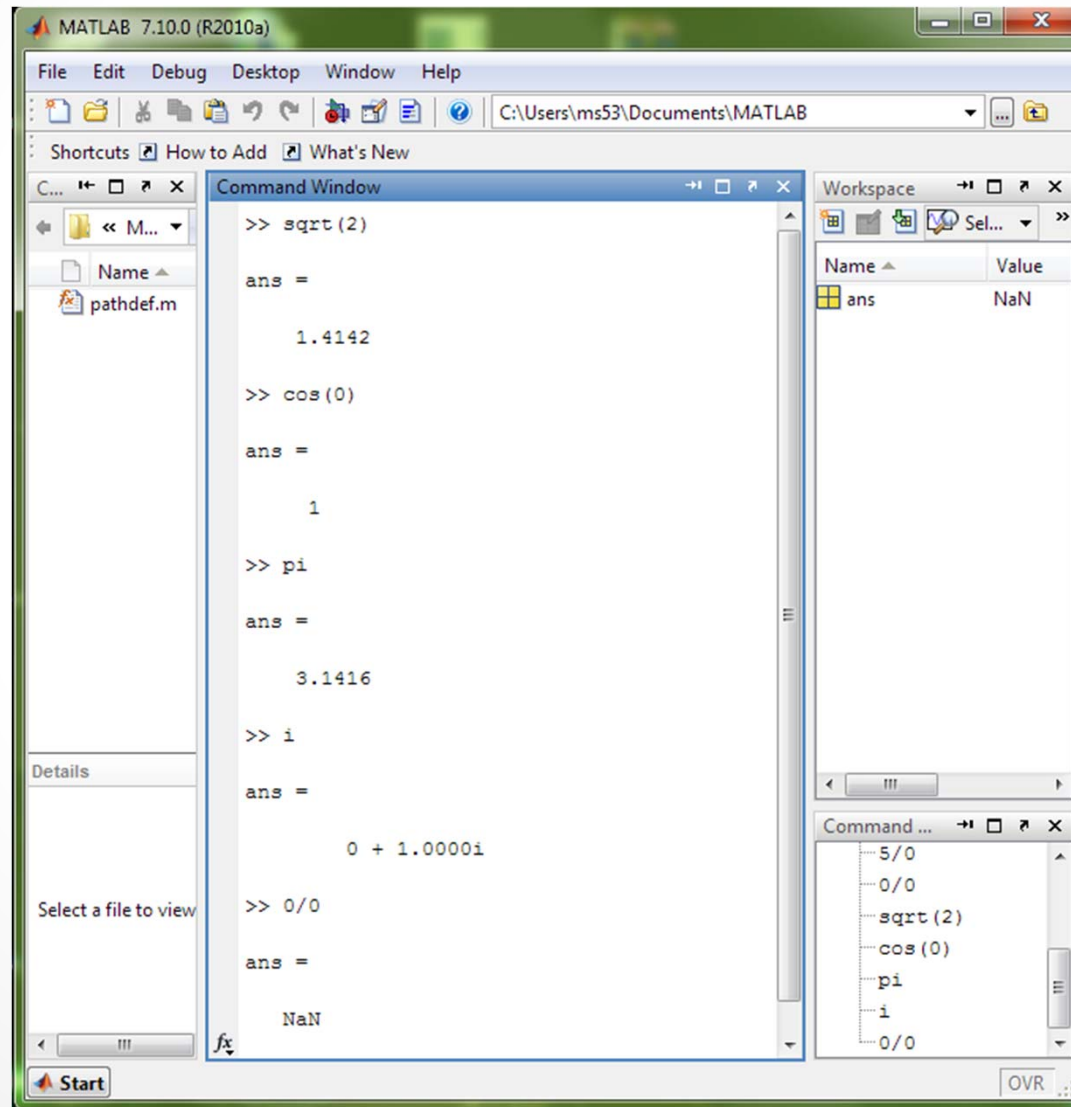 MATLAB 7.10.0 (R2010a)
File Edit Debug Desktop Window Help
C:\Users\ms53\Documents\MATLAB
...
Shortcuts How to Add What's New
C...
« M...
Name
pathdef.m
Details
Select a file to view
Command Window
>> sqrt(2)
ans =
1.4142
>> cos(0)
ans =
1
>> pi
ans =
3.1416
>> i
ans =
0 + 1.0000i
>> 0/0
ans =
NaN
fx
Workspace
Sel... »
Name Value
ans NaN
Command ...
5/0
0/0
sqrt(2)
cos(0)
pi
i
0/0
Start
OVR